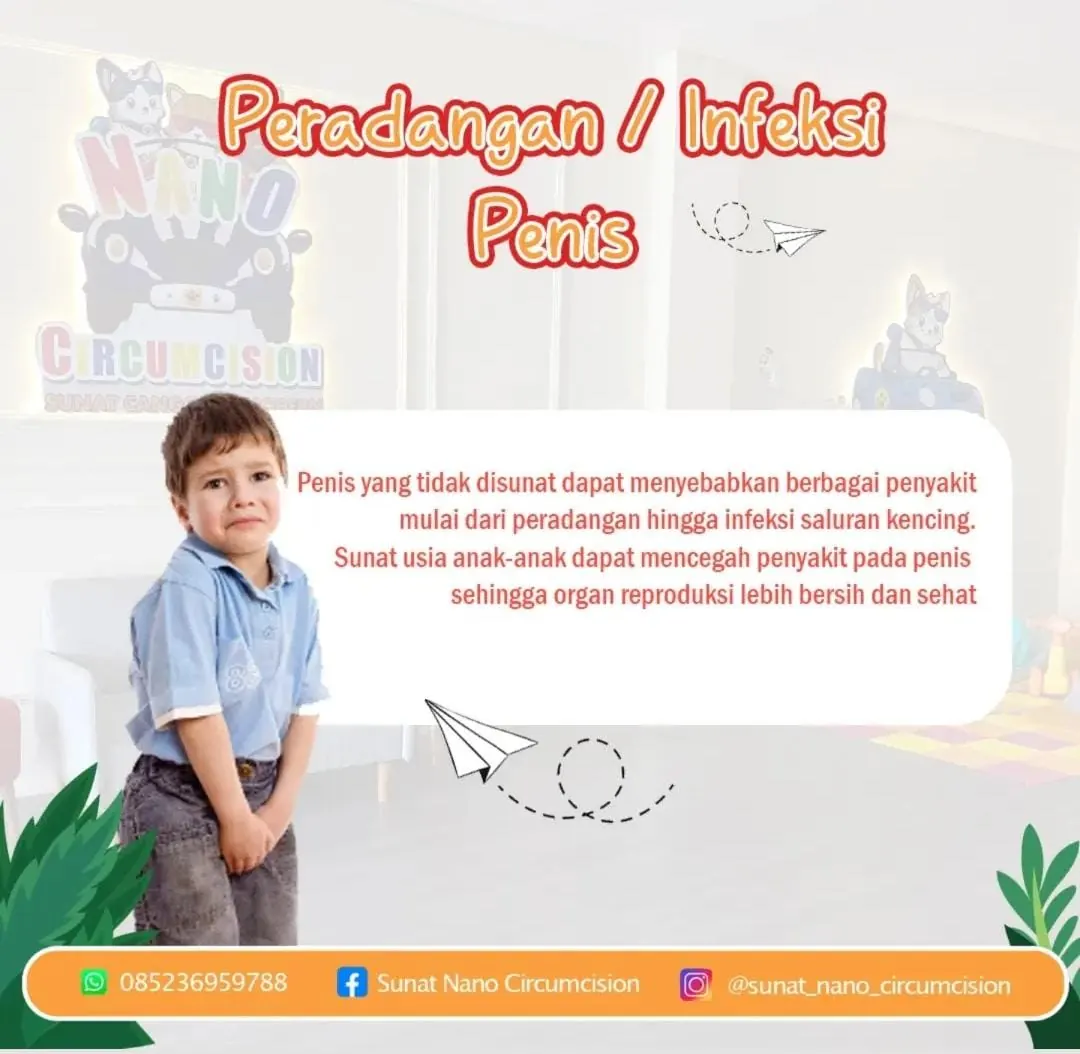 Peradangan / Infeksi
Penis
NANO
CIRCUMCISION
Penis yang tidak disunat dapat menyebabkan berbagai penyakit
mulai dari peradangan hingga infeksi saluran kencing.
Sunat usia anak-anak dapat mencegah penyakit pada penis
sehingga organ reproduksi lebih bersih dan sehat
085236959788
Sunat Nano Circumcision
@sunat_nano_circumcision